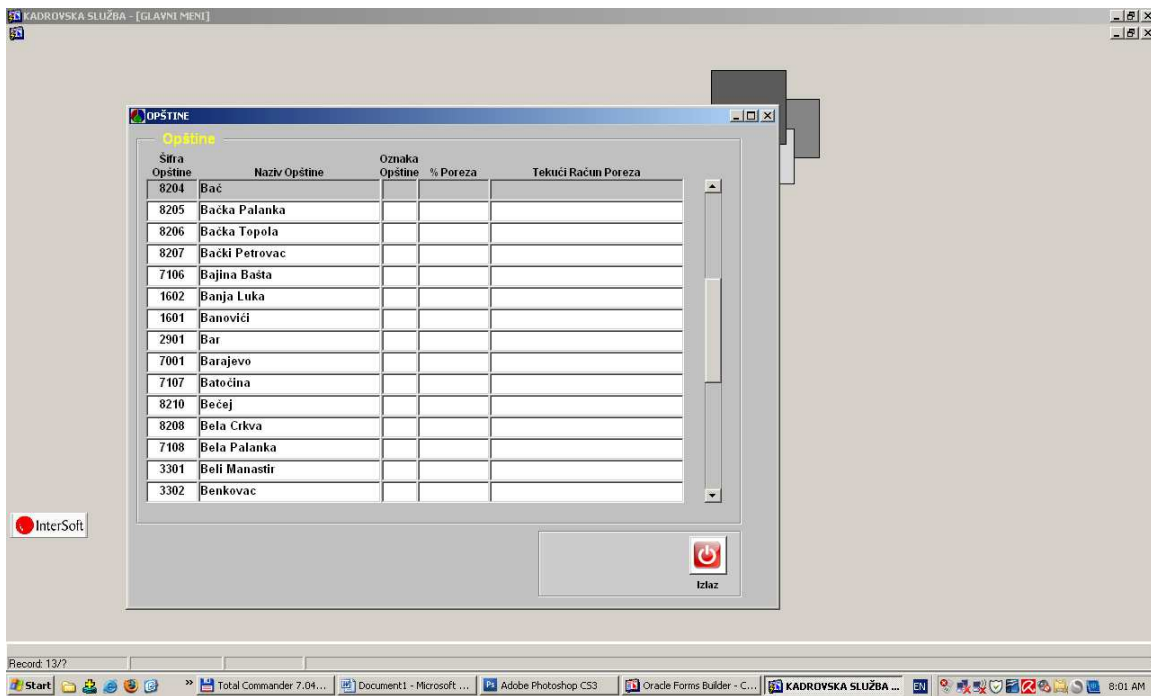 KADROVSKA SLUŽBA - [GLAVNI MENI]
OPŠTINE
Opštine
Šifra Opštine Naziv Opštine Oznaka Opštine % Poreza Tekući Račun Poreza
8204 Bač
8205 Bačka Palanka
8206 Bačka Topola
8207 Bački Petrovac
7106 Bajina Bašta
1602 Banja Luka
1601 Banovići
2901 Bar
7001 Barajevo
7107 Batočina
8210 Bečej
8208 Bela Crkva
7108 Bela Palanka
3301 Beli Manastir
3302 Benkovac
InterSoft
Izlaz
Record: 13/?
Start » Total Commander 7.04... Document1 - Microsoft ... Adobe Photoshop CS3 Oracle Forms Builder - C... KADROVSKA SLUŽBA ... EN 8:01 AM